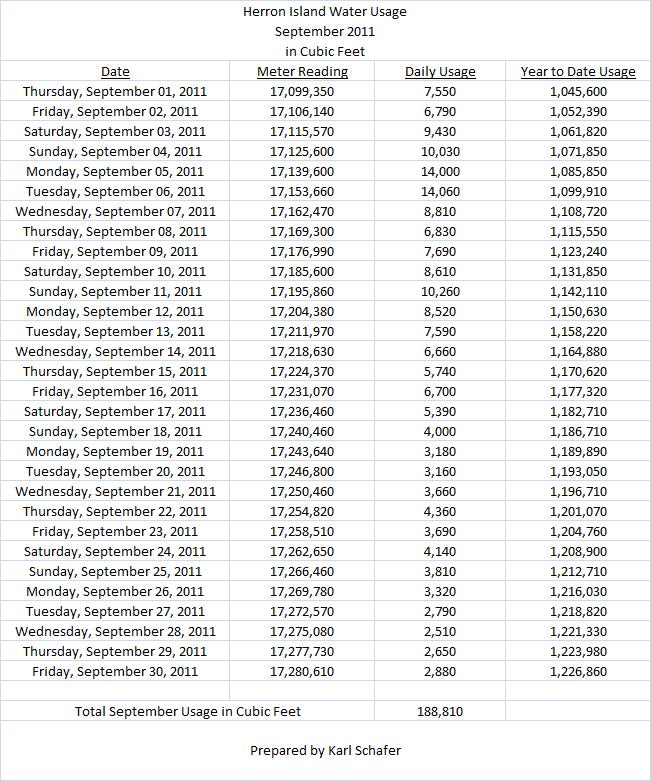 Herron Island Water Usage
September 2011
in Cubic Feet
Date Meter Reading Daily Usage Year to Date Usage
Thursday, September 01, 2011 17,099,350 7,550 1,045,600
Friday, September 02, 2011 17,106,140 6,790 1,052,390
Saturday, September 03, 2011 17,115,570 9,430 1,061,820
Sunday, September 04, 2011 17,125,600 10,030 1,071,850
Monday, September 05, 2011 17,139,600 14,000 1,085,850
Tuesday, September 06, 2011 17,153,660 14,060 1,099,910
Wednesday, September 07, 2011 17,162,470 8,810 1,108,720
Thursday, September 08, 2011 17,169,300 6,830 1,115,550
Friday, September 09, 2011 17,176,990 7,690 1,123,240
Saturday, September 10, 2011 17,185,600 8,610 1,131,850
Sunday, September 11, 2011 17,195,860 10,260 1,142,110
Monday, September 12, 2011 17,204,380 8,520 1,150,630
Tuesday, September 13, 2011 17,211,970 7,590 1,158,220
Wednesday, September 14, 2011 17,218,630 6,660 1,164,880
Thursday, September 15, 2011 17,224,370 5,740 1,170,620
Friday, September 16, 2011 17,231,070 6,700 1,177,320
Saturday, September 17, 2011 17,236,460 5,390 1,182,710
Sunday, September 18, 2011 17,240,460 4,000 1,186,710
Monday, September 19, 2011 17,243,640 3,180 1,189,890
Tuesday, September 20, 2011 17,246,800 3,160 1,193,050
Wednesday, September 21, 2011 17,250,460 3,660 1,196,710
Thursday, September 22, 2011 17,254,820 4,360 1,201,070
Friday, September 23, 2011 17,258,510 3,690 1,204,760
Saturday, September 24, 2011 17,262,650 4,140 1,208,900
Sunday, September 25, 2011 17,266,460 3,810 1,212,710
Monday, September 26, 2011 17,269,780 3,320 1,216,030
Tuesday, September 27, 2011 17,272,570 2,790 1,218,820
Wednesday, September 28, 2011 17,275,080 2,510 1,221,330
Thursday, September 29, 2011 17,277,730 2,650 1,223,980
Friday, September 30, 2011 17,280,610 2,880 1,226,860
Total September Usage in Cubic Feet 188,810
Prepared by Karl Schafer